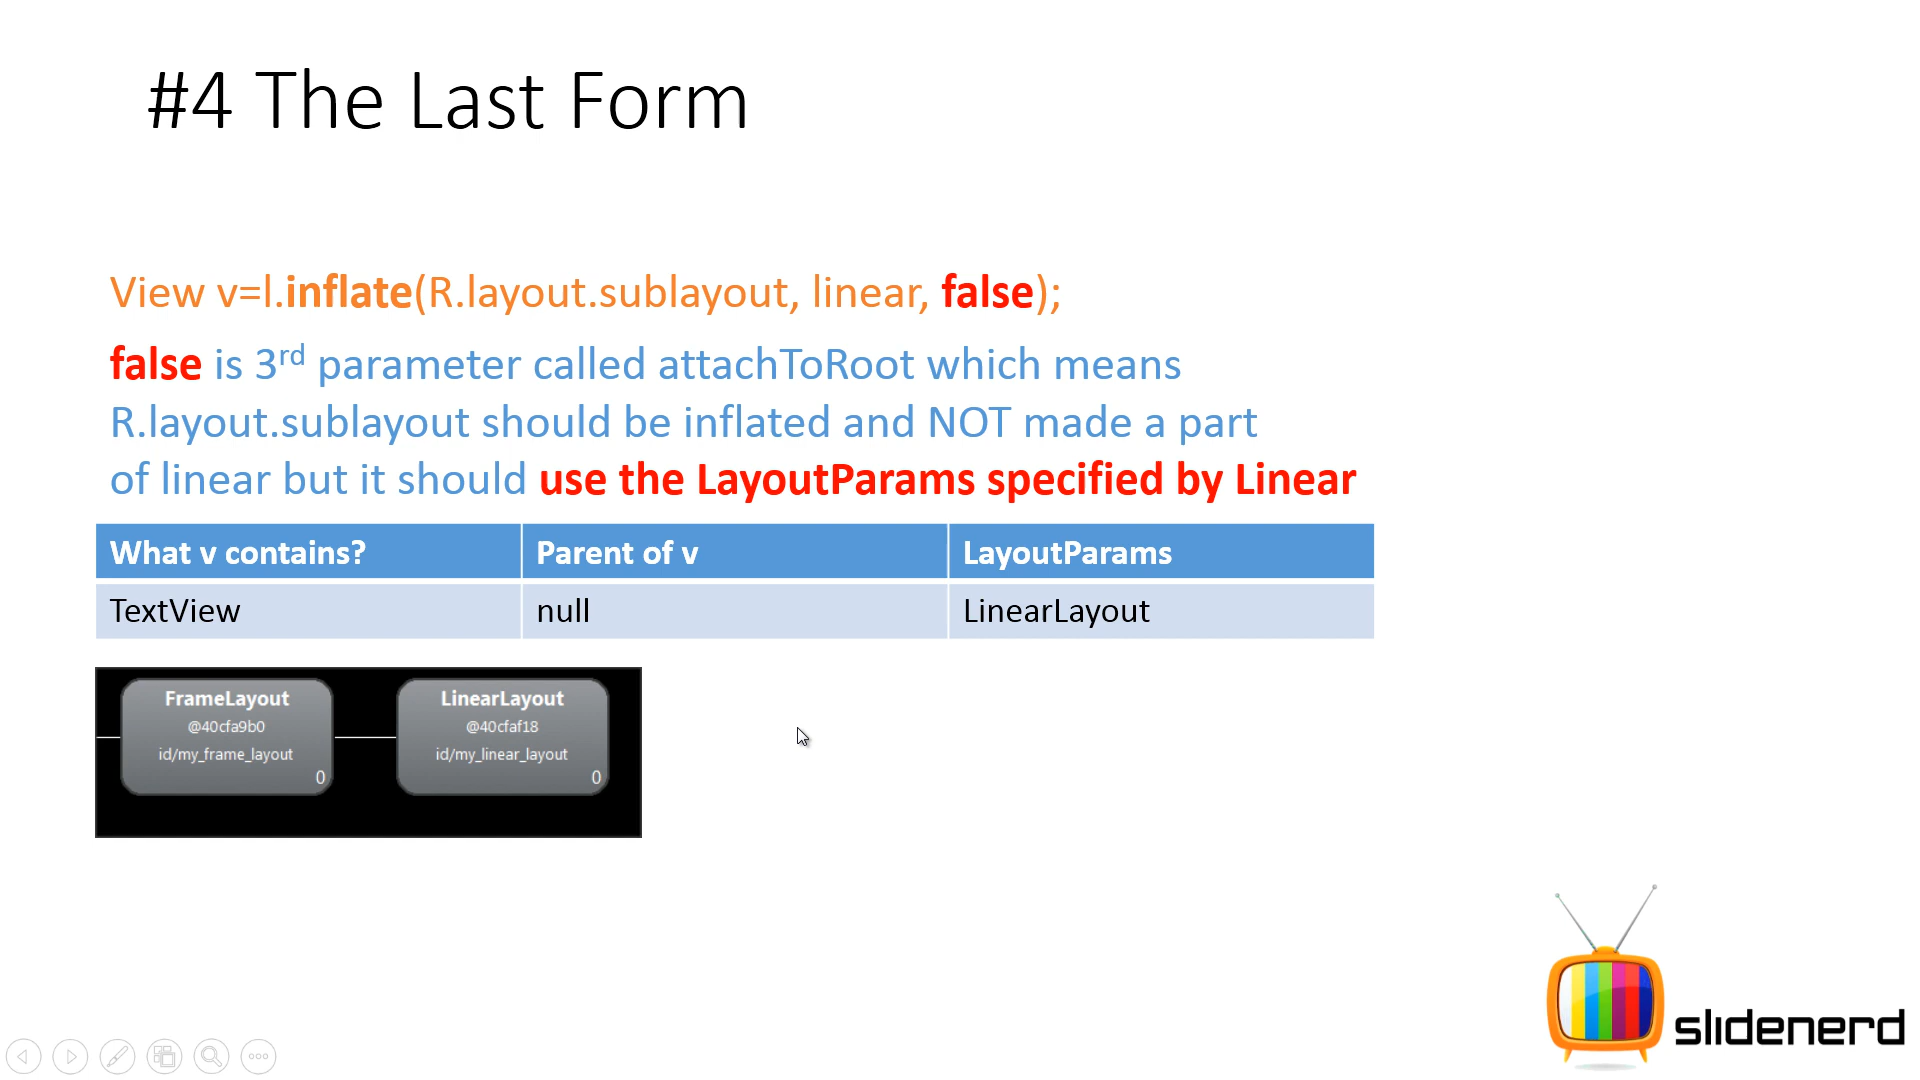 #4 The Last Form
View v=l.inflate(R.layout.sublayout, linear, false);
false is 3rd parameter called attachToRoot which means
R.layout.sublayout should be inflated and NOT made a part
of linear but it should use the LayoutParams specified by Linear
What v contains? Parent of v LayoutParams
TextView null LinearLayout
FrameLayout LinearLayout
@40cfa9b0 @40cfaf18
id/my_frame_layout id/my_linear_layout
0 0
slidenerd